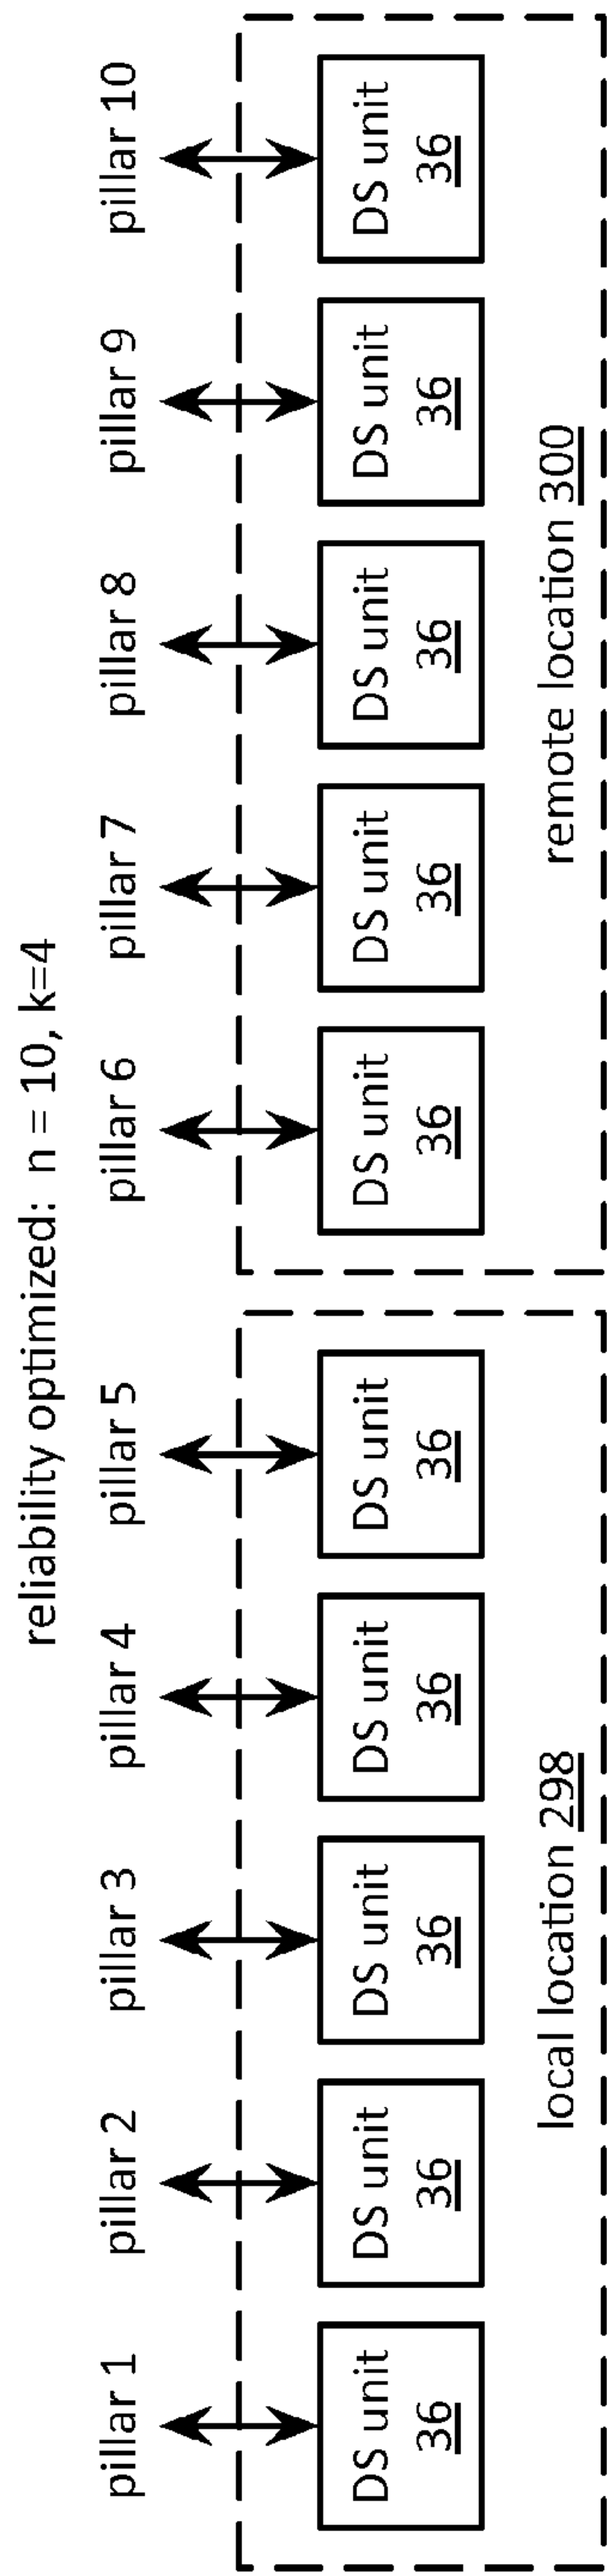 reliability optimized: n = 10, k=4
pillar 1
pillar 2
pillar 3
pillar 4
pillar 5
pillar 6
pillar 7
pillar 8
pillar 9
pillar 10
DS unit
36
DS unit
36
DS unit
36
DS unit
36
DS unit
36
DS unit
36
DS unit
36
DS unit
36
DS unit
36
DS unit
36
local location 298
remote location 300